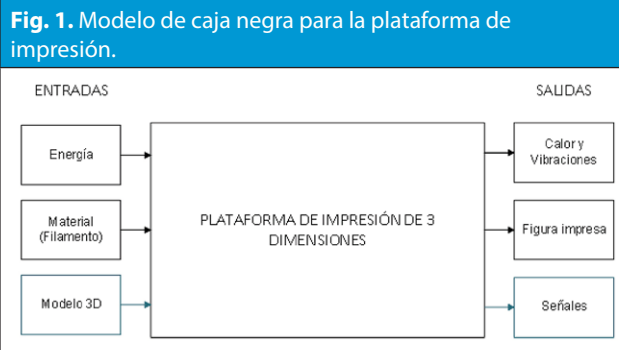 Fig. 1. Modelo de caja negra para la plataforma de
impresión.
ENTRADAS
SALIDAS
Energía
Calor y
Vibraciones
Material
(Filamento)
PLATAFORMA DE IMPRESIÓN DE 3
DIMENSIONES
Figura impresa
Modelo 3D
Señales